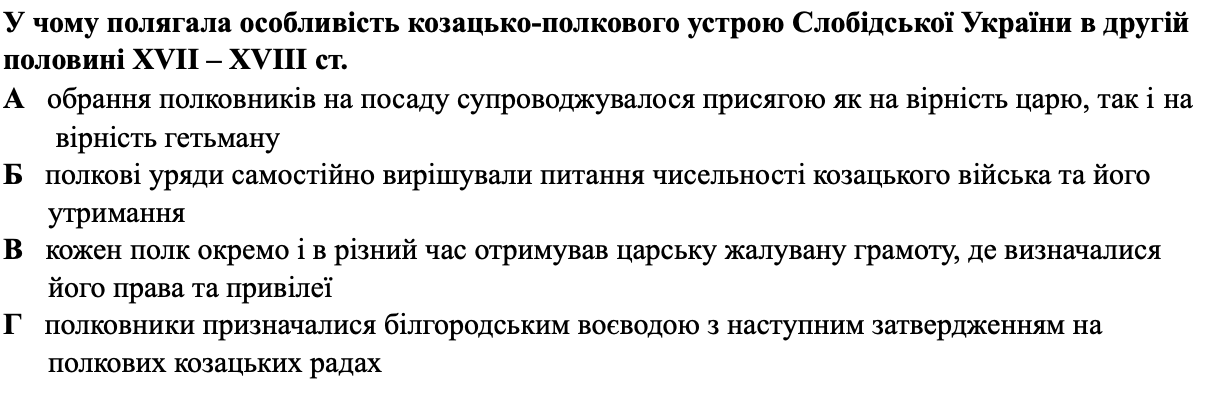 У чому полягала особливість козацько-полкового устрою Слобідської України в другій
половині XVII – XVIII ст.
А обрання полковників на посаду супроводжувалося присягою як на вірність царю, так і на
вірність гетьману
Б полкові уряди самостійно вирішували питання чисельності козацького війська та його
утримання
В кожен полк окремо і в різний час отримував царську жалувану грамоту, де визначалися
його права та привілеї
Г полковники призначалися білгородським воєводою з наступним затвердженням на
полкових козацьких радах